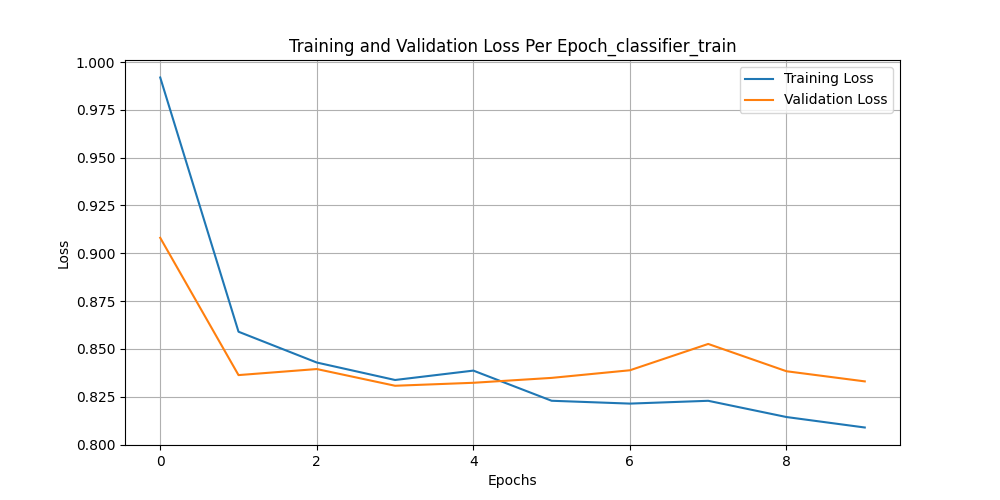 Training and Validation Loss Per Epoch_classifier_train
Training Loss
Validation Loss
Loss
1.000
0.975
0.950
0.925
0.900
0.875
0.850
0.825
0.800
0
2
4
6
8
Epochs